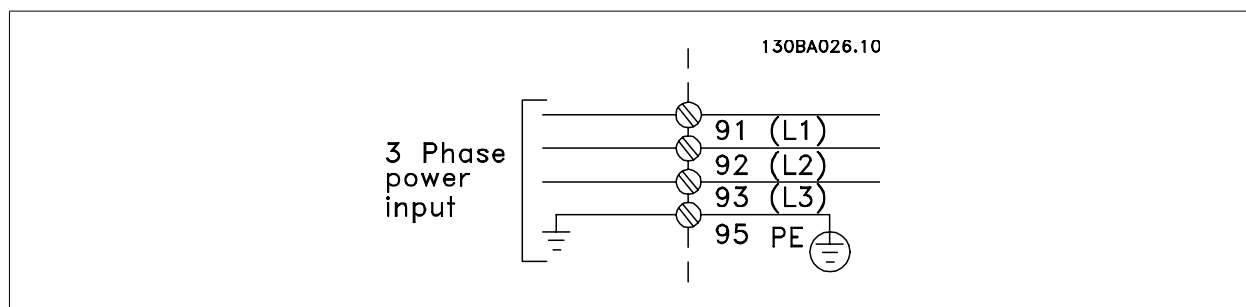 130BA026.10
3 Phase
power
input
91 (L1)
92 (L2)
93 (L3)
95 PE